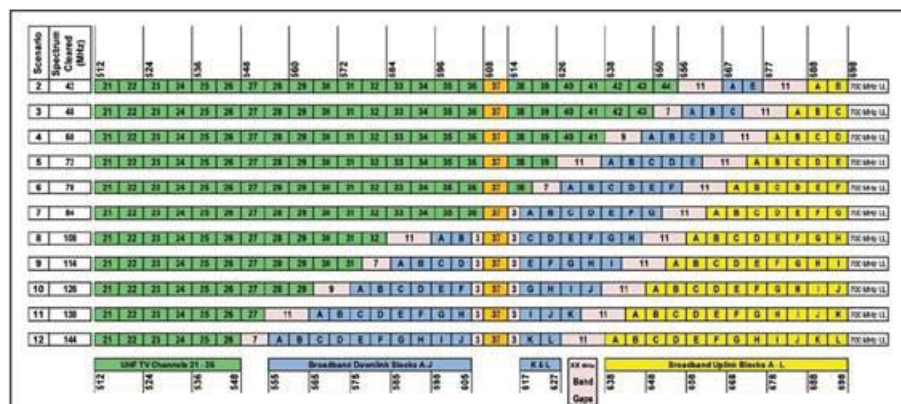 Scenario Spectrum Cleared (MHz) 512 524 536 548 560 572 584 596 608 614 626 638 650 656 667 677 688 698
2 42 21 22 23 24 25 26 27 28 29 30 31 32 33 34 35 36 37 38 39 40 41 42 43 44 11 A B 11 A B 700 MHz UL
3 48 21 22 23 24 25 26 27 28 29 30 31 32 33 34 35 36 37 38 39 40 41 42 43 7 A B C 11 A B C 700 MHz UL
4 60 21 22 23 24 25 26 27 28 29 30 31 32 33 34 35 36 37 38 39 40 41 9 A B C D 11 A B C D 700 MHz UL
5 72 21 22 23 24 25 26 27 28 29 30 31 32 33 34 35 36 37 38 39 11 A B C D E 11 A B C D E 700 MHz UL
6 78 21 22 23 24 25 26 27 28 29 30 31 32 33 34 35 36 37 38 7 A B C D E F 11 A B C D E F 700 MHz UL
7 84 21 22 23 24 25 26 27 28 29 30 31 32 33 34 35 36 37 3 A B C D E F G 11 A B C D E F G 700 MHz UL
8 108 21 22 23 24 25 26 27 28 29 30 31 32 11 A B 3 37 3 C D E F G H 11 A B C D E F G H 700 MHz UL
9 114 21 22 23 24 25 26 27 28 29 30 31 7 A B C D 3 37 3 E F G H I 11 A B C D E F G H I 700 MHz UL
10 126 21 22 23 24 25 26 27 28 29 9 A B C D E F 3 37 3 G H I J 11 A B C D E F G H I J 700 MHz UL
11 138 21 22 23 24 25 26 27 11 A B C D E F G H 3 37 3 I J K 11 A B C D E F G H I J K 700 MHz UL
12 144 21 22 23 24 25 26 7 A B C D E F G H I J 3 37 3 K L 11 A B C D E F G H I J K L 700 MHz UL
UHF TV Channels 21 - 26 Broadband Downlink Blocks A-J K & L XX MHz Band Gaps Broadband Uplink Blocks A - L
512 524 536 548 555 565 575 585 595 605 617 627 638 648 658 668 678 688 698